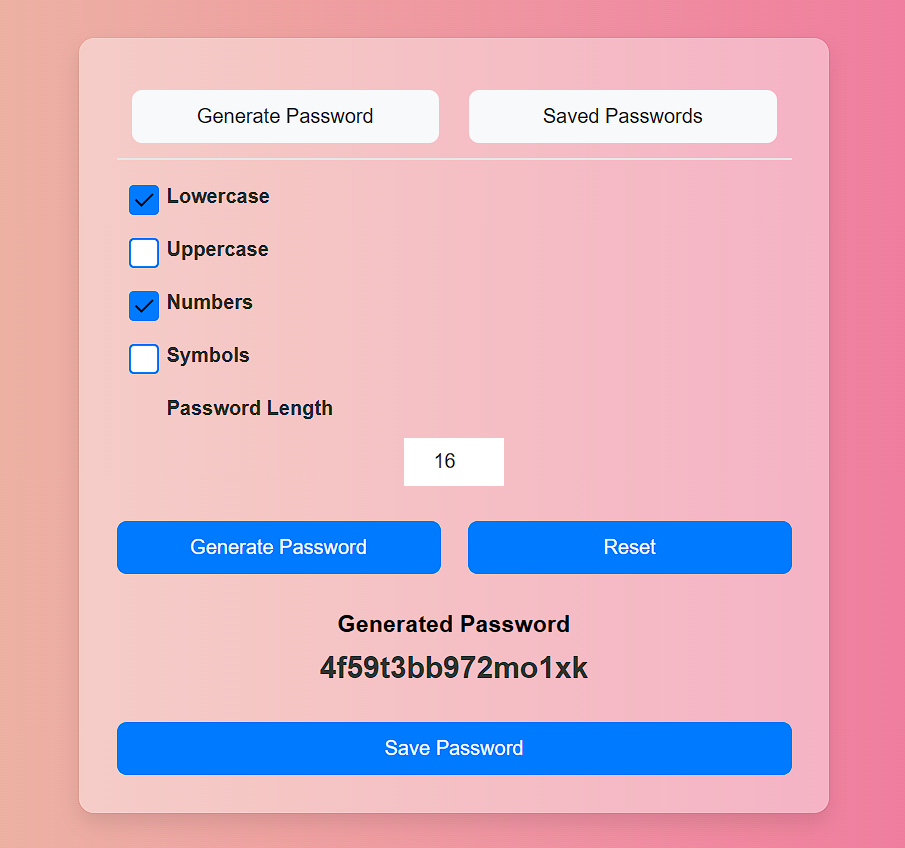 Generate Password Saved Passwords
Lowercase
Uppercase
Numbers
Symbols
Password Length
16
Generate Password Reset
Generated Password
4f59t3bb972mo1xk
Save Password